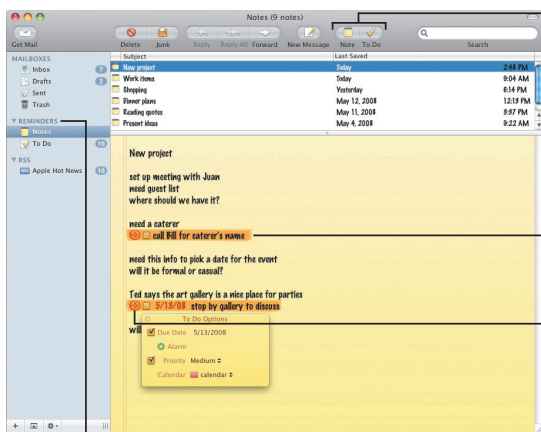 Notes (9 notes)
Get Mail
Delete Junk Reply Reply All Forward New Message Note To Do Search
MAILBOXES
Inbox 7
Drafts 2
Sent
Trash
REMINDERS
Notes
To Do 10
RSS
Apple Hot News 10
Subject Last Saved
New project Today 2:48 PM
Work items Today 9:04 AM
Shopping Yesterday 6:14 PM
Dinner plans May 12, 2008 12:13 PM
Reading quotes May 11, 2008
Present ideas May 4, 2008 9:22 AM
New project
set up meeting with Juan
need guest list
where should we have it?
need a caterer
call Bill for caterer's name
need this info to pick a date for the event
will it be formal or casual?
Ted says the art gallery is a nice place for parties
5/13/08 stop by gallery to discuss
will
To Do Options
Due Date 5/13/2008
Alarm
Priority Medium
Calendar calendar